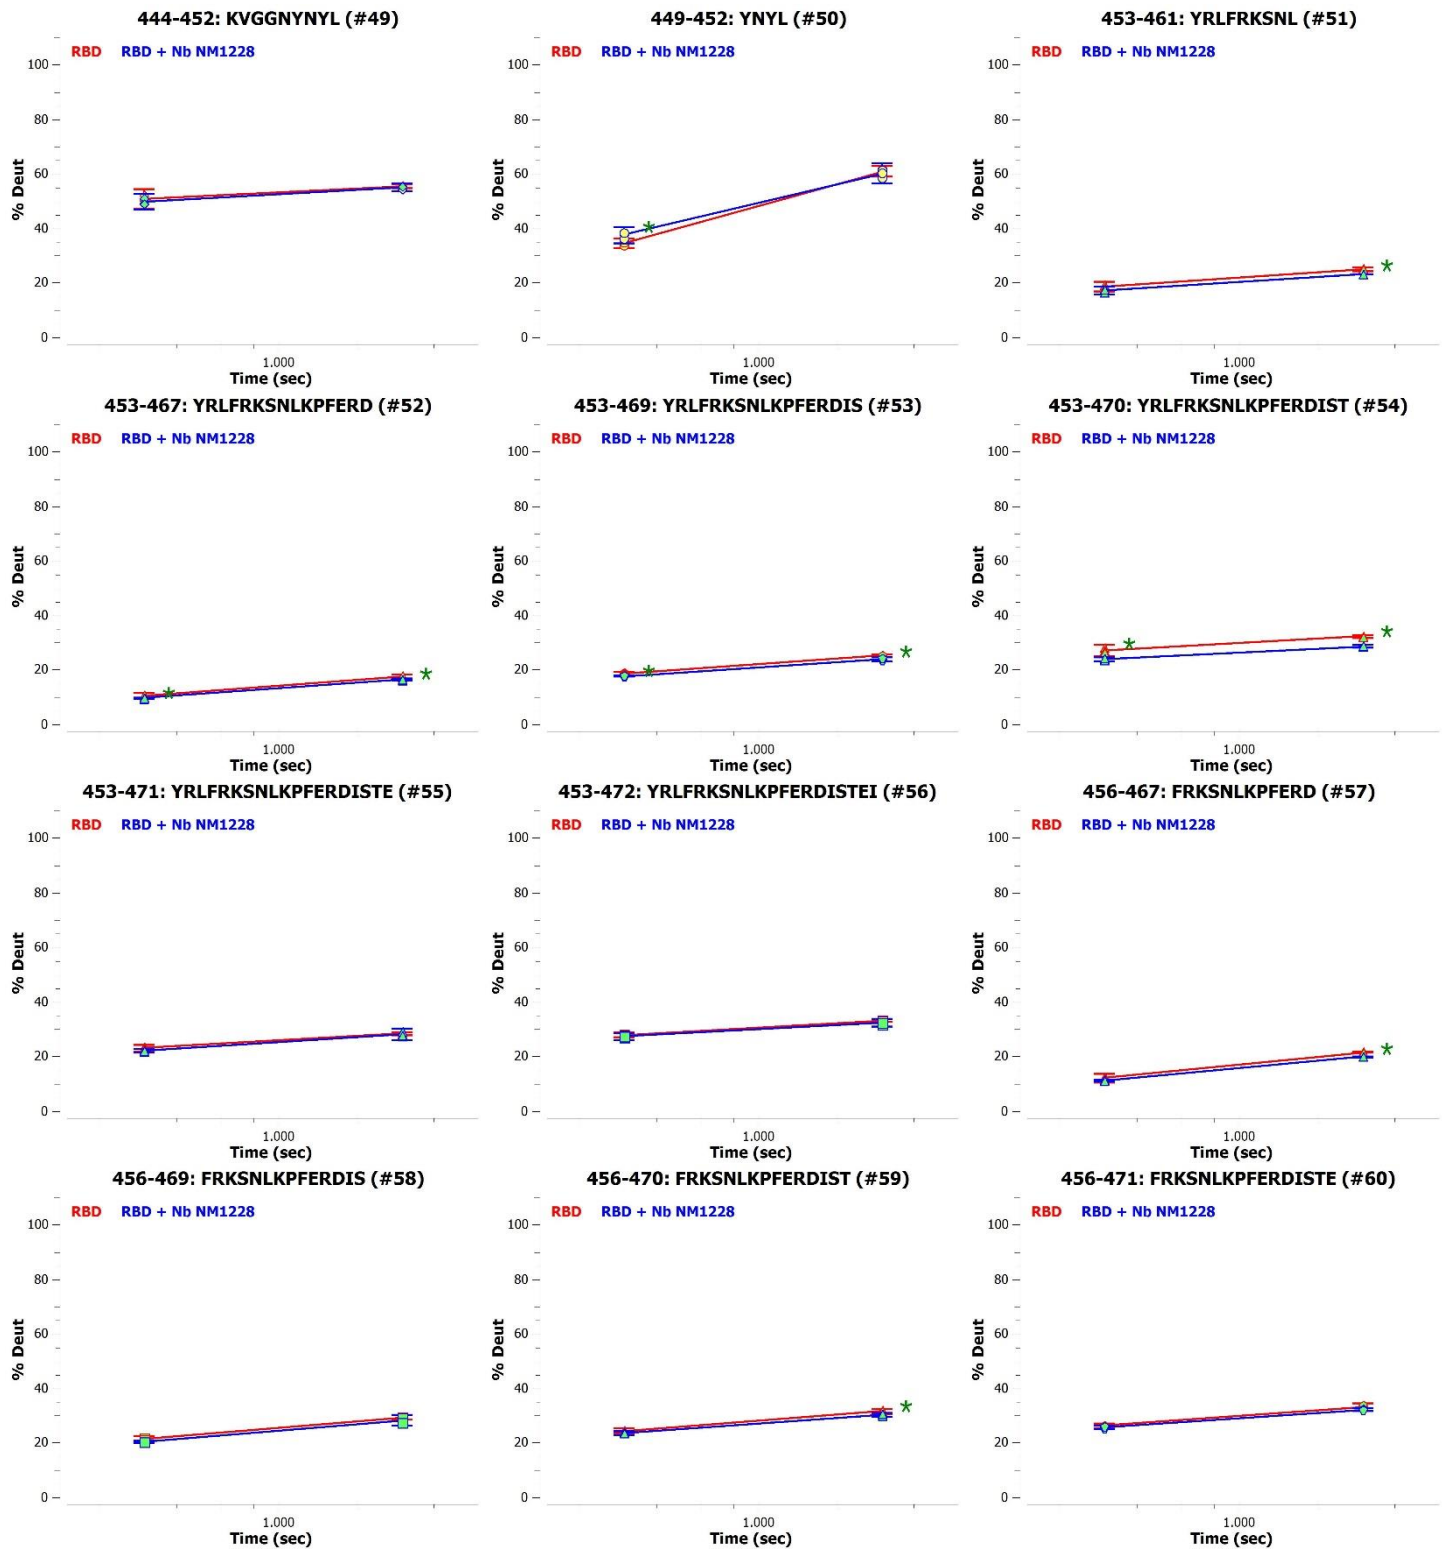 444-452: KVGGNYNYL (#49)
RBD RBD + Nb NM1228
100
80
60
40
20
0
% Deut
1.000
Time (sec)
449-452: YNYL (#50)
RBD RBD + Nb NM1228
100
80
60
40
20
0
% Deut
1.000
Time (sec)
453-461: YRLFRKSNL (#51)
RBD RBD + Nb NM1228
100
80
60
40
20
0
% Deut
1.000
Time (sec)
453-467: YRLFRKSNLKPFERD (#52)
RBD RBD + Nb NM1228
100
80
60
40
20
0
% Deut
1.000
Time (sec)
453-469: YRLFRKSNLKPFERDIS (#53)
RBD RBD + Nb NM1228
100
80
60
40
20
0
% Deut
1.000
Time (sec)
453-470: YRLFRKSNLKPFERDIST (#54)
RBD RBD + Nb NM1228
100
80
60
40
20
0
% Deut
1.000
Time (sec)
453-471: YRLFRKSNLKPFERDISTE (#55)
RBD RBD + Nb NM1228
100
80
60
40
20
0
% Deut
1.000
Time (sec)
453-472: YRLFRKSNLKPFERDISTEI (#56)
RBD RBD + Nb NM1228
100
80
60
40
20
0
% Deut
1.000
Time (sec)
456-467: FRKSNLKPFERD (#57)
RBD RBD + Nb NM1228
100
80
60
40
20
0
% Deut
1.000
Time (sec)
456-469: FRKSNLKPFERDIS (#58)
RBD RBD + Nb NM1228
100
80
60
40
20
0
% Deut
1.000
Time (sec)
456-470: FRKSNLKPFERDIST (#59)
RBD RBD + Nb NM1228
100
80
60
40
20
0
% Deut
1.000
Time (sec)
456-471: FRKSNLKPFERDISTE (#60)
RBD RBD + Nb NM1228
100
80
60
40
20
0
% Deut
1.000
Time (sec)